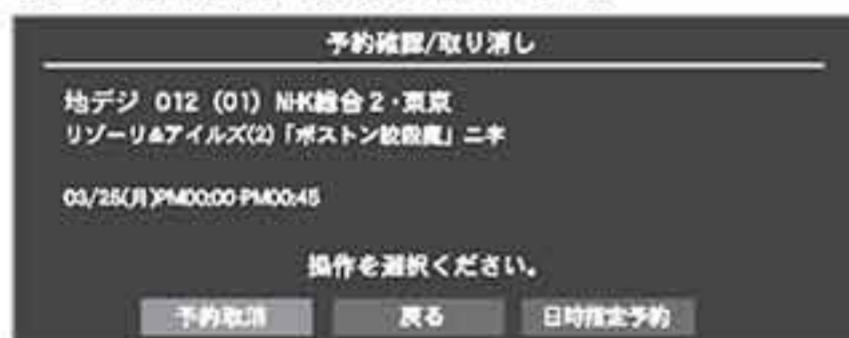 予約確認/取り消し
地デジ 012 (01) NHK総合2・東京
リゾーリ&アイルズ(2)「ボストン絞殺魔」二字
03/25(月)PM00:00-PM00:45
操作を選択ください。
予約取消 戻る 日時指定予約